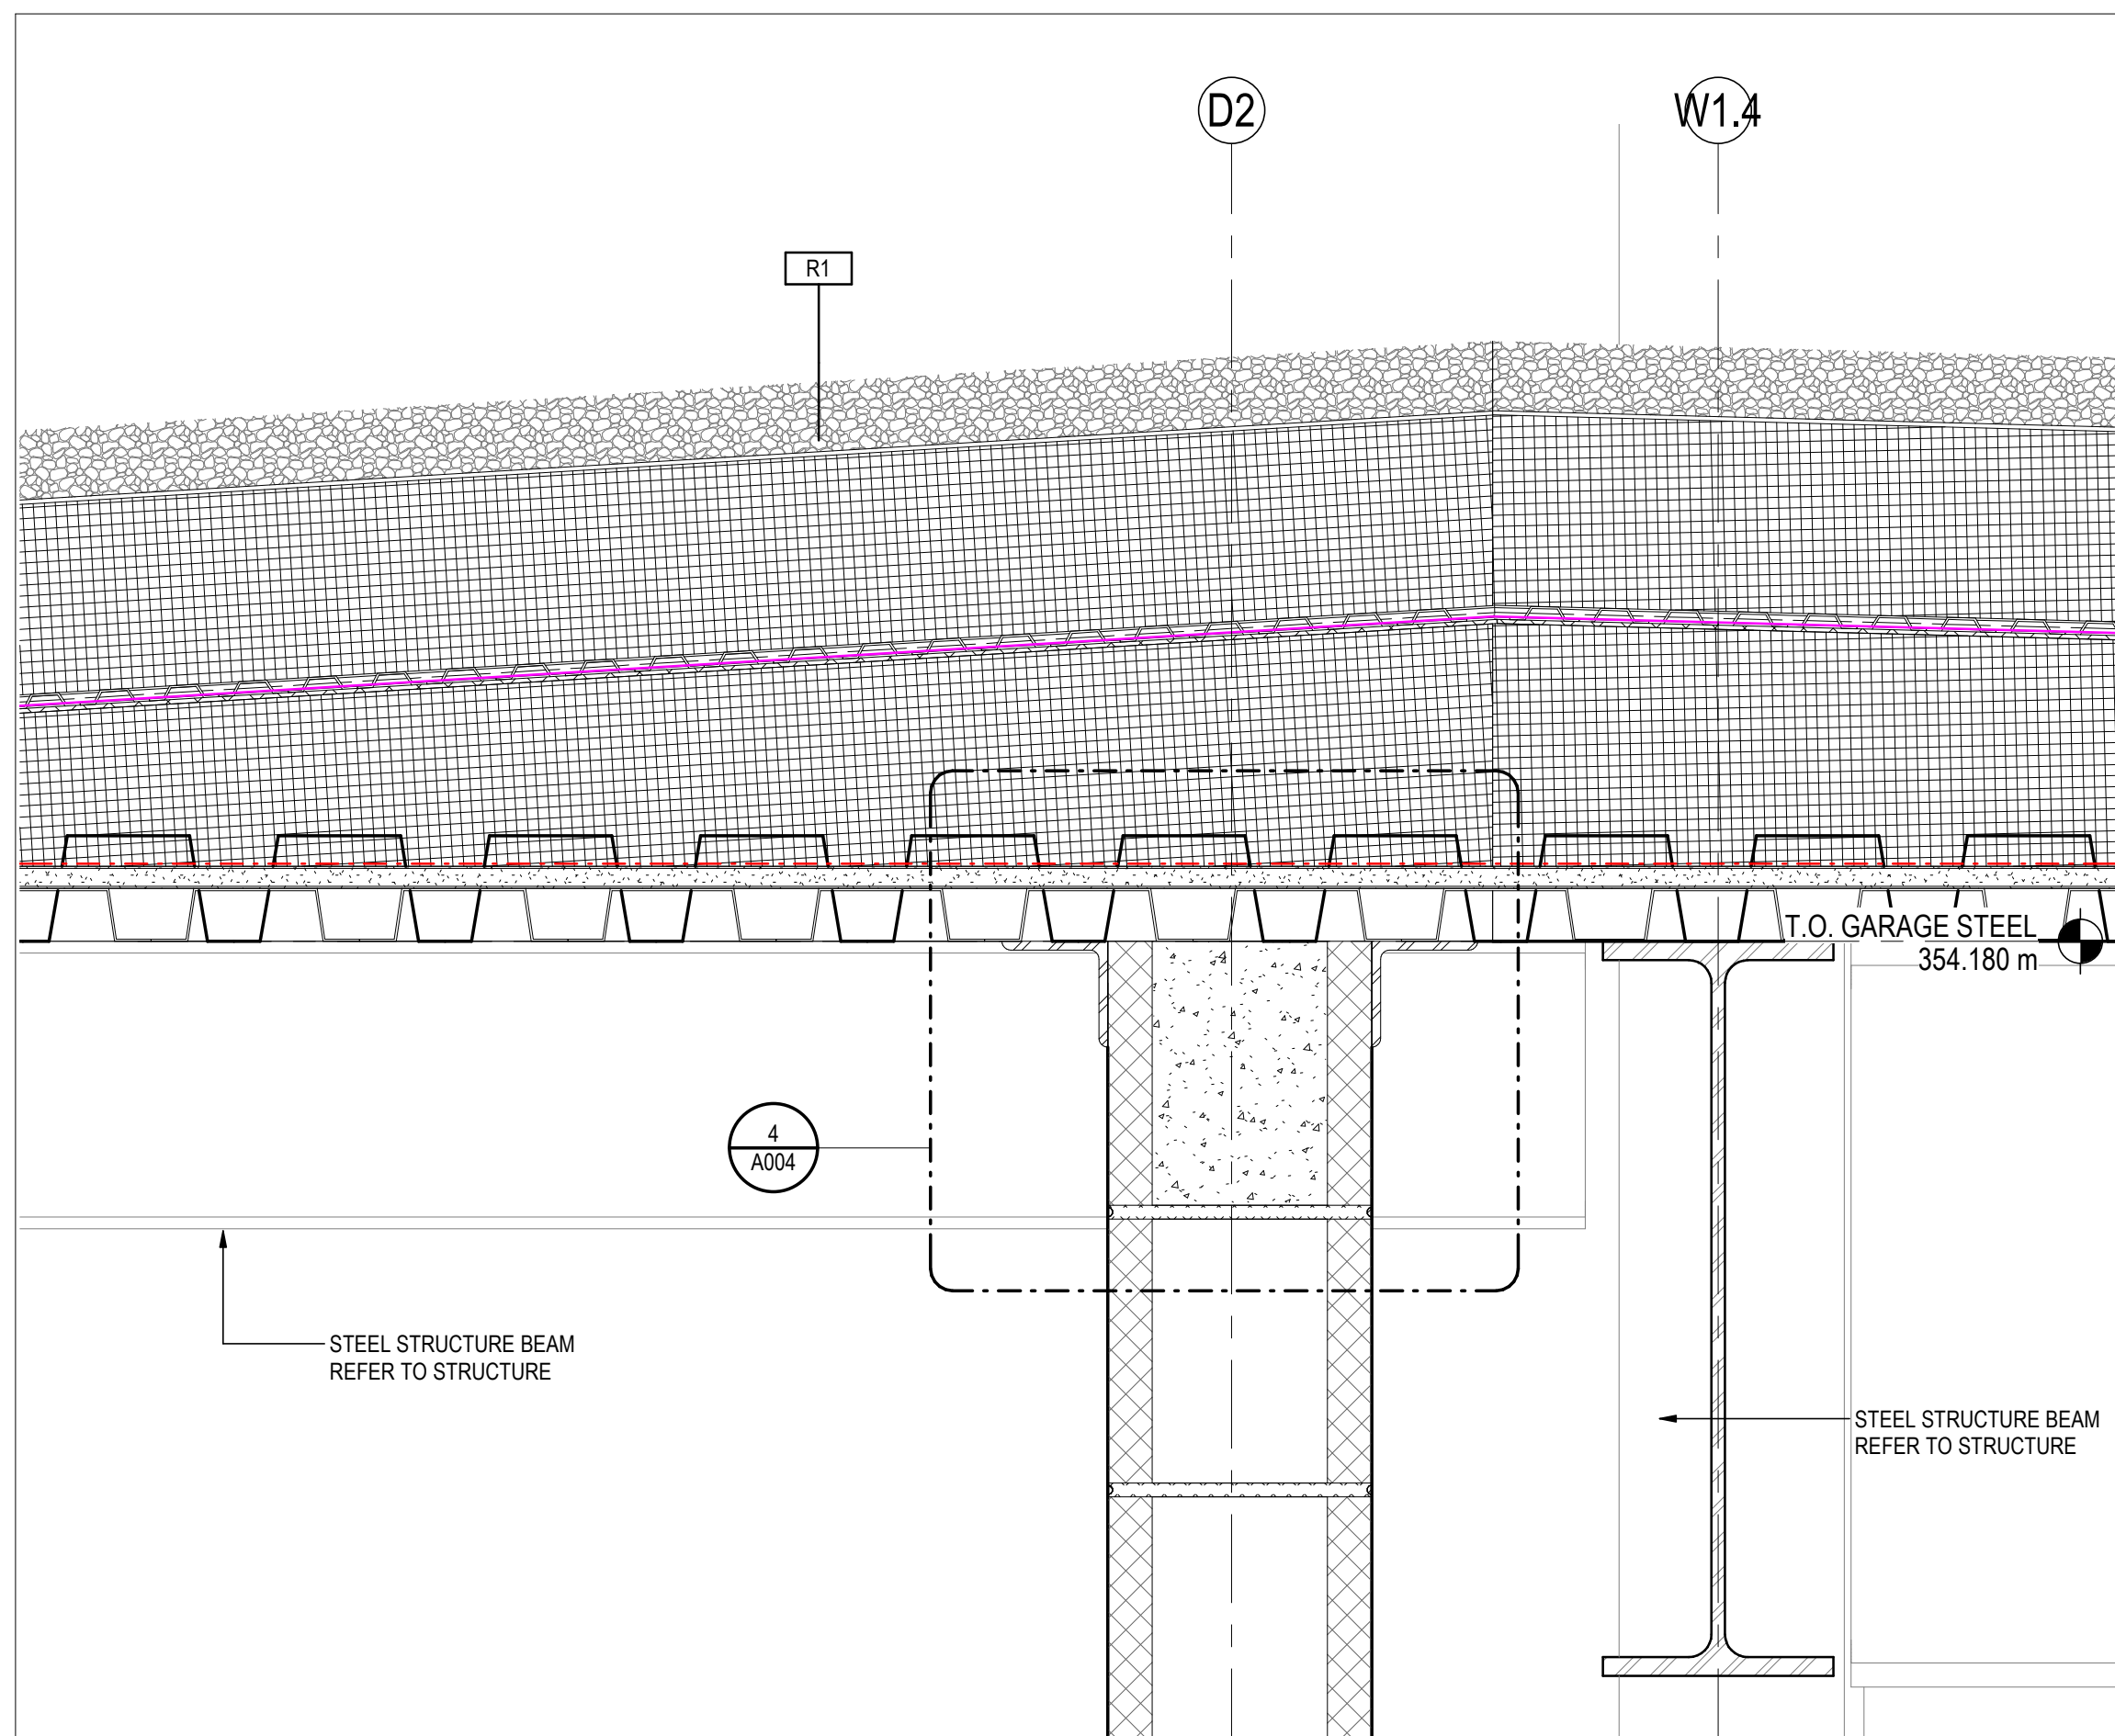 D2
W1.4
R1
T.O. GARAGE STEEL
354.180 m
4
A004
STEEL STRUCTURE BEAM
REFER TO STRUCTURE
STEEL STRUCTURE BEAM
REFER TO STRUCTURE